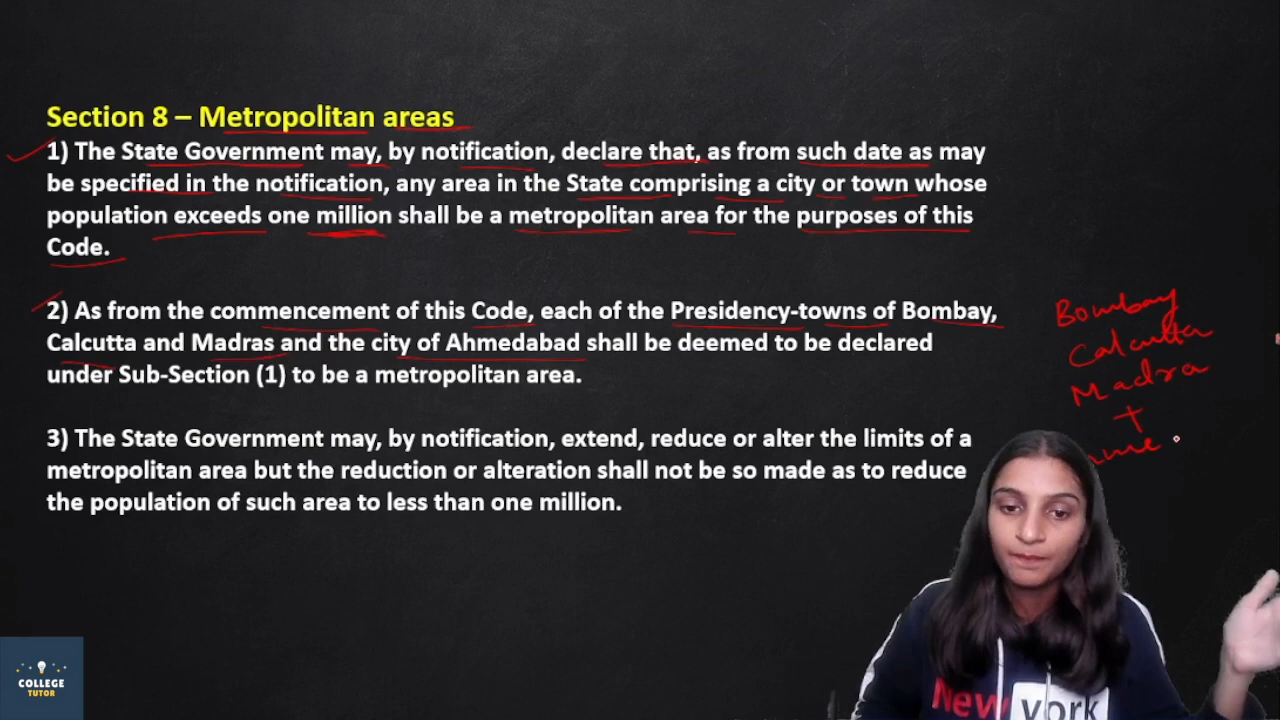 Section 8 – Metropolitan areas
1) The State Government may, by notification, declare that, as from such date as may
be specified in the notification, any area in the State comprising a city or town whose
population exceeds one million shall be a metropolitan area for the purposes of this
Code.
2) As from the commencement of this Code, each of the Presidency-towns of Bombay,
Calcutta and Madras and the city of Ahmedabad shall be deemed to be declared
under Sub-Section (1) to be a metropolitan area.
3) The State Government may, by notification, extend, reduce or alter the limits of a
metropolitan area but the reduction or alteration shall not be so made as to reduce
the population of such area to less than one million.
Bombay
Calcutta
Madra
+
COLLEGE
TUTOR
New york